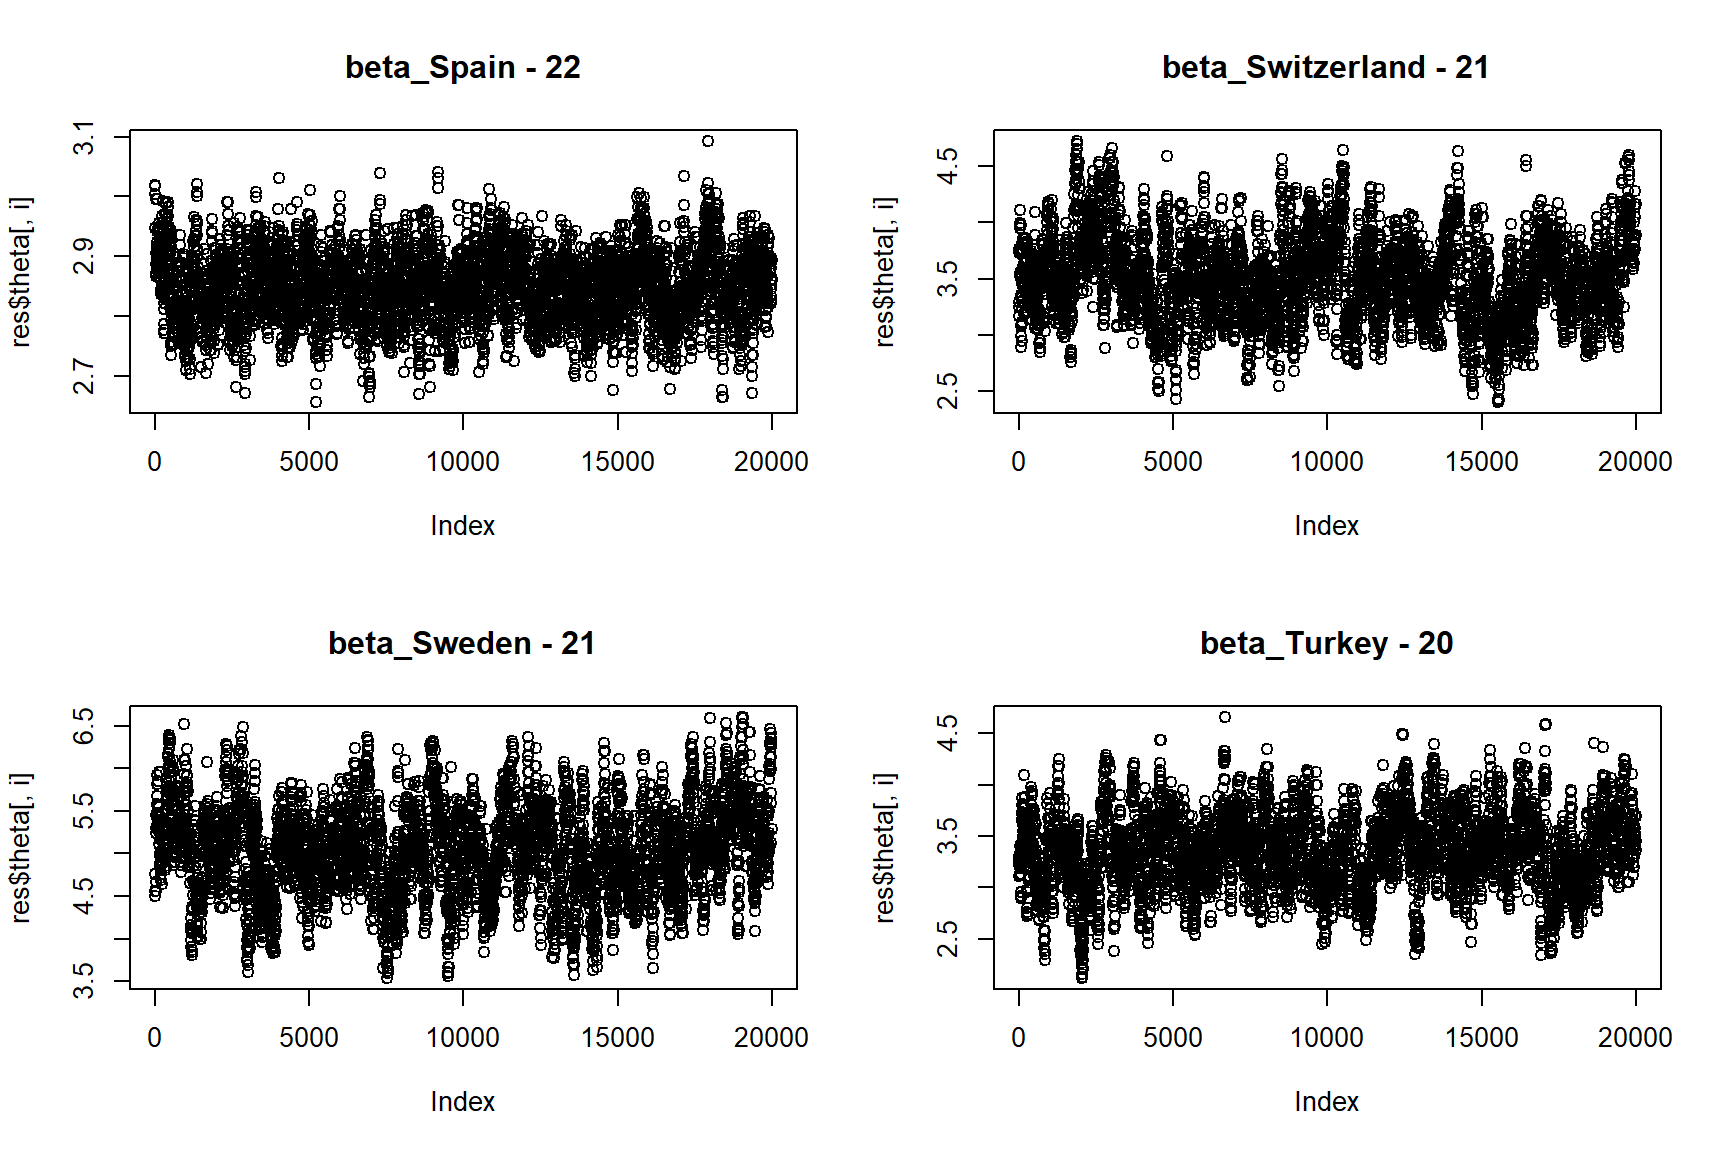 beta_Spain - 22
res$theta[, i]
3.1
2.9
2.7
0 5000 10000 15000 20000
Index
beta_Switzerland - 21
res$theta[, i]
4.5
3.5
2.5
0 5000 10000 15000 20000
Index
beta_Sweden - 21
res$theta[, i]
6.5
5.5
4.5
3.5
0 5000 10000 15000 20000
Index
beta_Turkey - 20
res$theta[, i]
4.5
3.5
2.5
0 5000 10000 15000 20000
Index